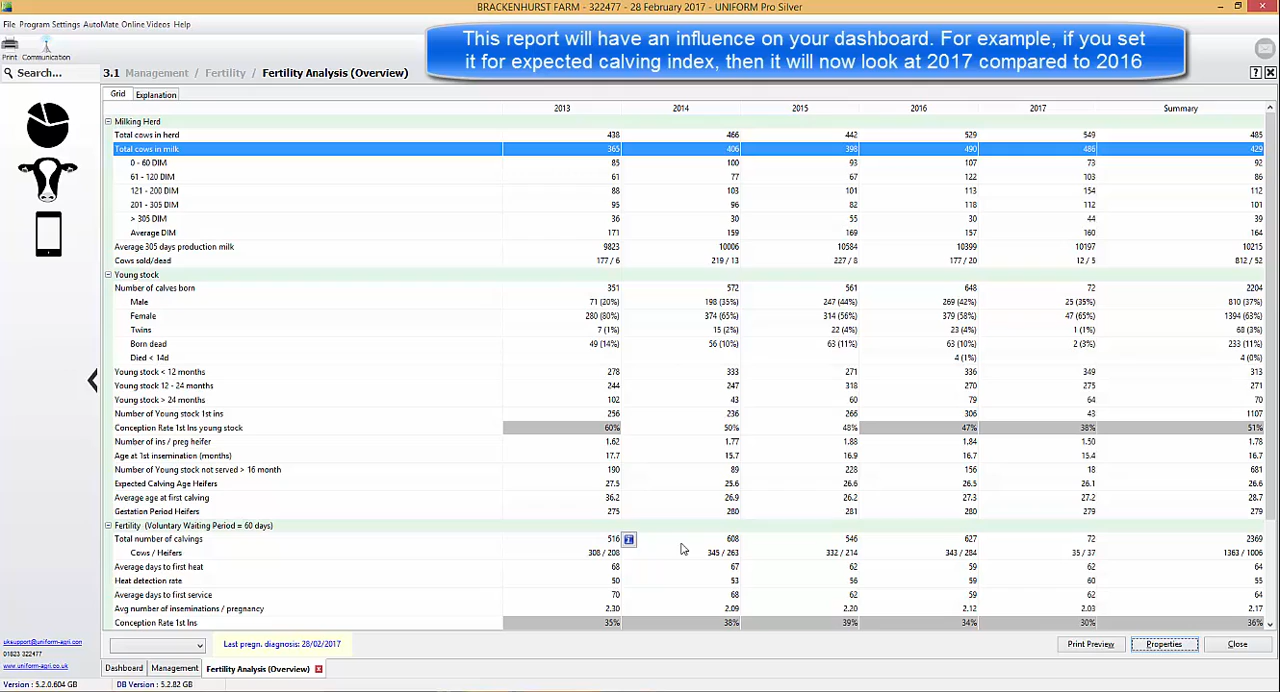 BRACKENHURST FARM - 322477 - 28 February 2017 - UNIFORM Pro Silver
File Program Settings AutoMate Online Videos Help
Print Communication
This report will have an influence on your dashboard. For example, if you set
it for expected calving index, then it will now look at 2017 compared to 2016
Search...
3.1 Management / Fertility / Fertility Analysis (Overview)
Grid Explanation
2013 2014 2015 2016 2017 Summary
Milking Herd
Total cows in herd 438 466 442 529 549 485
Total cows in milk 365 406 398 490 486 429
0 - 60 DIM 85 100 93 107 73 92
61 - 120 DIM 61 77 67 122 103 86
121 - 200 DIM 88 103 101 113 154 112
201 - 305 DIM 95 96 82 118 112 101
> 305 DIM 36 30 55 30 44 39
Average DIM 171 159 169 157 160 164
Average 305 days production milk 9823 10006 10584 10399 10197 10215
Cows sold/dead 177 / 6 219 / 13 227 / 8 177 / 20 12 / 5 812 / 52
Young stock
Number of calves born 351 572 561 648 72 2204
Male 71 (20%) 198 (35%) 247 (44%) 269 (42%) 25 (35%) 810 (37%)
Female 280 (80%) 374 (65%) 314 (56%) 379 (58%) 47 (65%) 1394 (63%)
Twins 7 (1%) 15 (2%) 22 (4%) 23 (4%) 1 (1%) 68 (3%)
Born dead 49 (14%) 56 (10%) 63 (11%) 63 (10%) 2 (3%) 233 (11%)
Died < 14d 4 (1%) 4 (0%)
Young stock < 12 months 278 333 271 336 349 313
Young stock 12 - 24 months 244 247 318 270 275 271
Young stock > 24 months 102 43 60 79 64 70
Number of Young stock 1st ins 256 236 266 306 43 1107
Conception Rate 1st Ins young stock 60% 50% 48% 47% 38% 51%
Number of ins / preg heifer 1.62 1.77 1.88 1.84 1.50 1.78
Age at 1st insemination (months) 17.7 15.7 16.9 16.7 15.4 16.7
Number of Young stock not served > 16 month 190 89 228 156 18 681
Expected Calving Age Heifers 27.5 25.6 26.6 26.5 26.1 26.6
Average age at first calving 36.2 26.9 26.2 27.3 27.2 28.7
Gestation Period Heifers 275 280 281 280 279 279
Fertility (Voluntary Waiting Period = 60 days)
Total number of calvings 516 608 546 627 72 2369
Cows / Heifers 308 / 208 345 / 263 332 / 214 343 / 284 35 / 37 1363 / 1006
Average days to first heat 68 67 62 59 62 64
Heat detection rate 50 53 56 59 60 55
Average days to first service 70 68 62 59 62 64
Avg number of inseminations / pregnancy 2.30 2.09 2.20 2.12 2.03 2.17
Conception Rate 1st Ins 35% 38% 39% 34% 30% 36%
uksupport@uniform-agri.com
01823 322477
www.uniform-agri.co.uk
Last pregn. diagnosis: 28/02/2017
Print Preview Properties Close
Dashboard Management Fertility Analysis (Overview)
Version : 5.2.0.604 GB DB Version : 5.2.82 GB